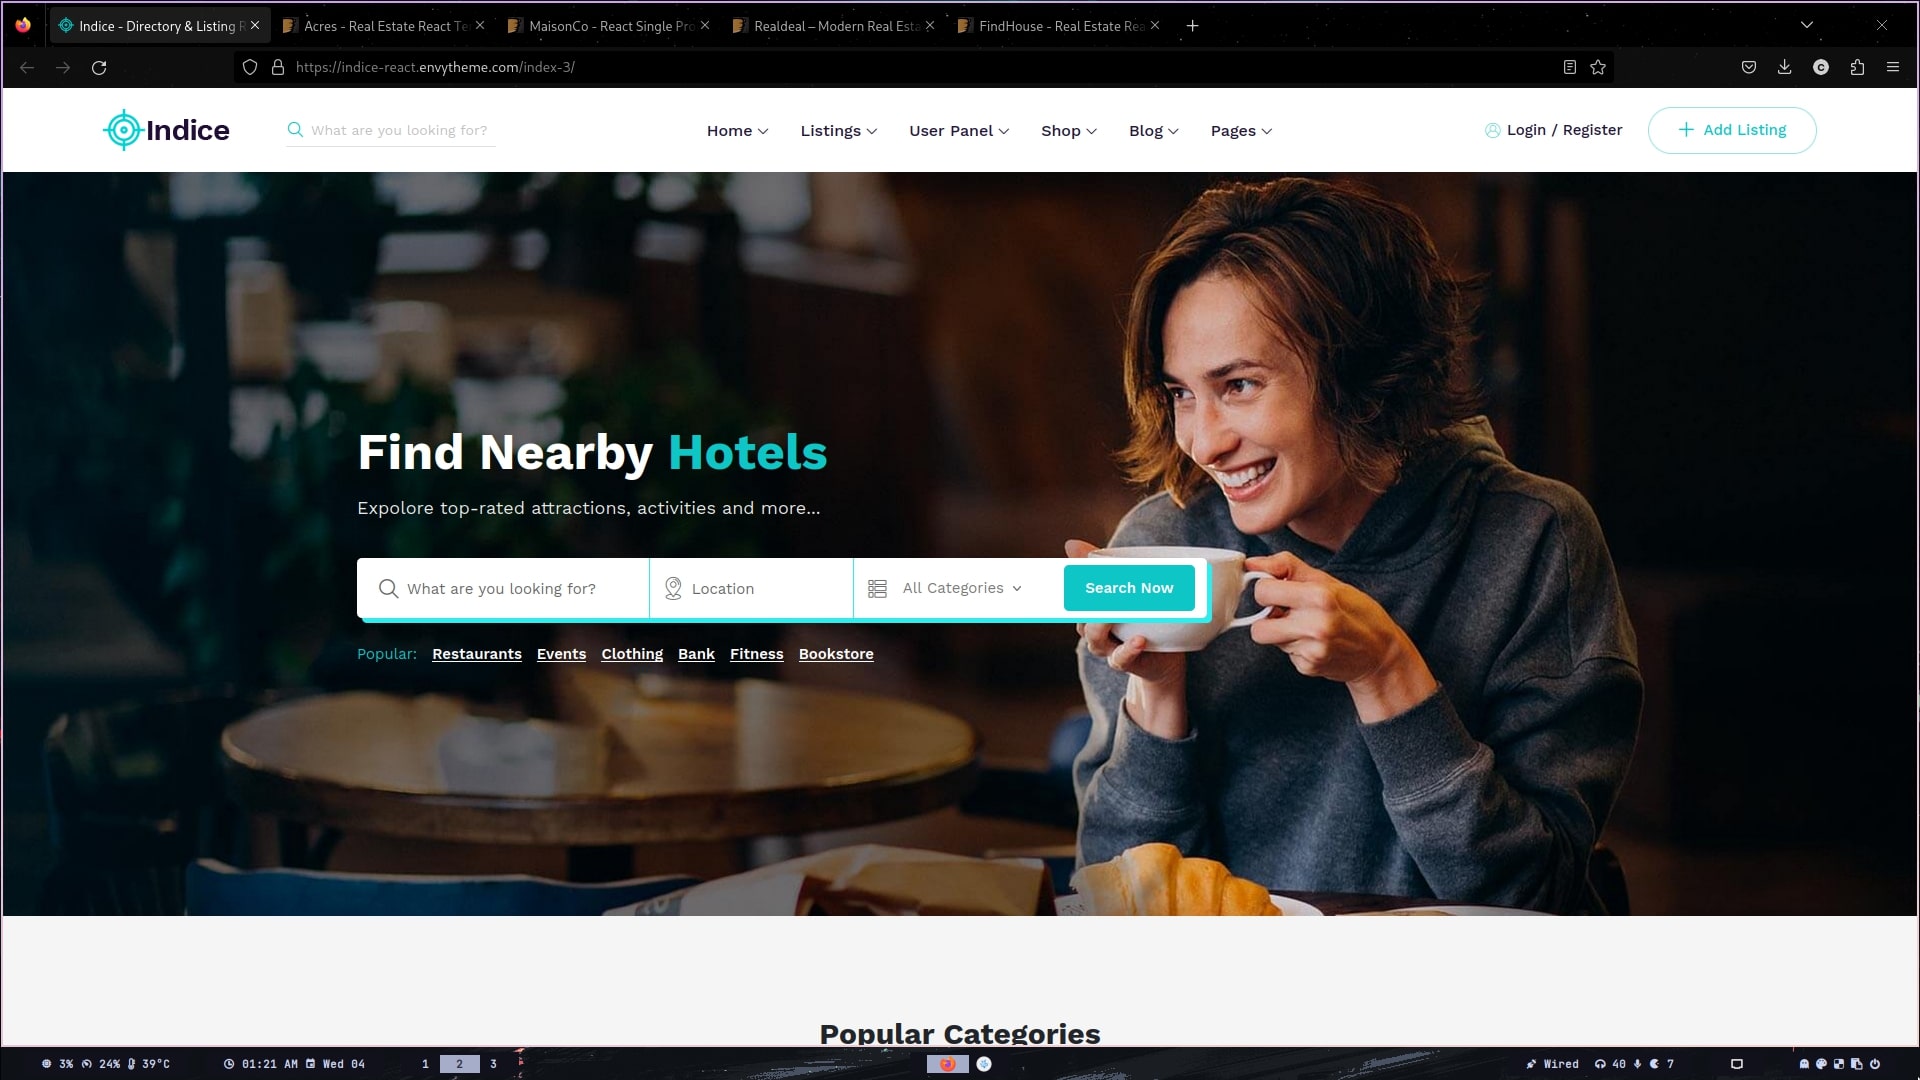 Indice - Directory & Listing R
Acres - Real Estate React Te
MaisonCo - React Single Pro
Realdeal – Modern Real Esta
FindHouse - Real Estate Rea
https://indice-react.envytheme.com/index-3/
Indice
What are you looking for?
Home
Listings
User Panel
Shop
Blog
Pages
Login / Register
Add Listing
Find Nearby Hotels
Expolore top-rated attractions, activities and more...
What are you looking for?
Location
All Categories
Search Now
Popular: Restaurants Events Clothing Bank Fitness Bookstore
Popular Categories
3% 24% 39°C 01:21 AM Wed 04 1 2 3 Wired 40 7